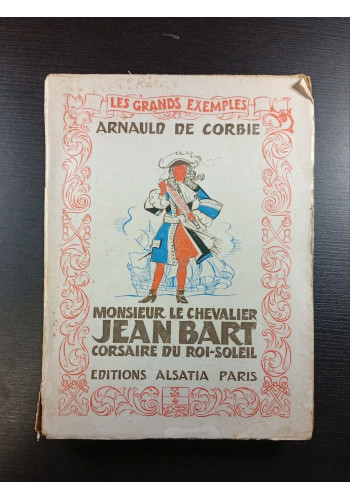 LES GRANDS EXEMPLES
ARNAULD DE CORBIE
MONSIEUR LE CHEVALIER
JEAN BART
CORSAIRE DU ROI-SOLEIL
EDITIONS ALSATIA PARIS